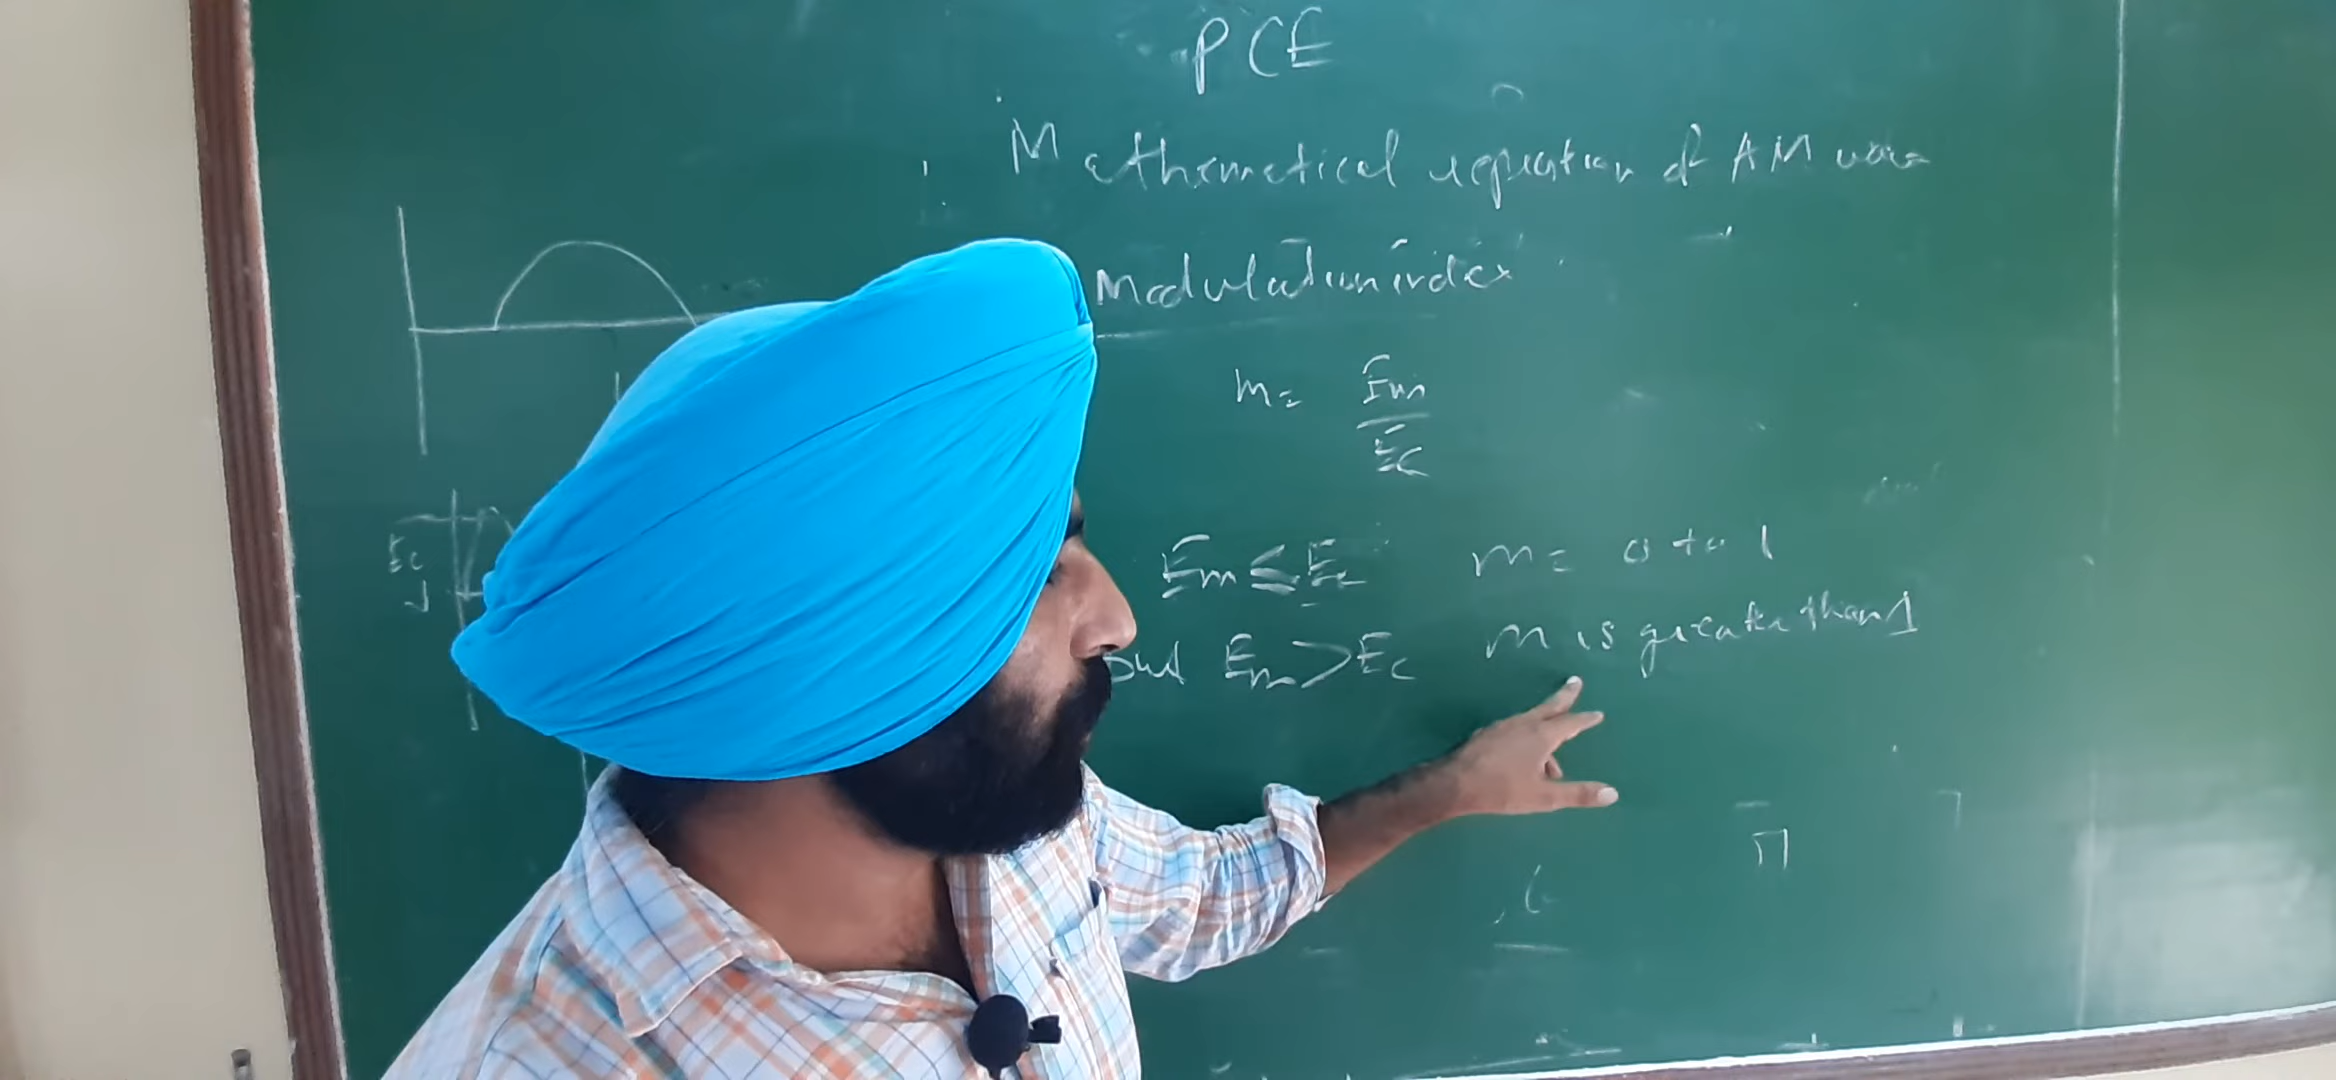 PCE
Mathematical equation of AM wave
Modulation index
m = Em
Ec
Ec
Em ≤ Ec m = 0 to 1
but Em > Ec m is greater than 1